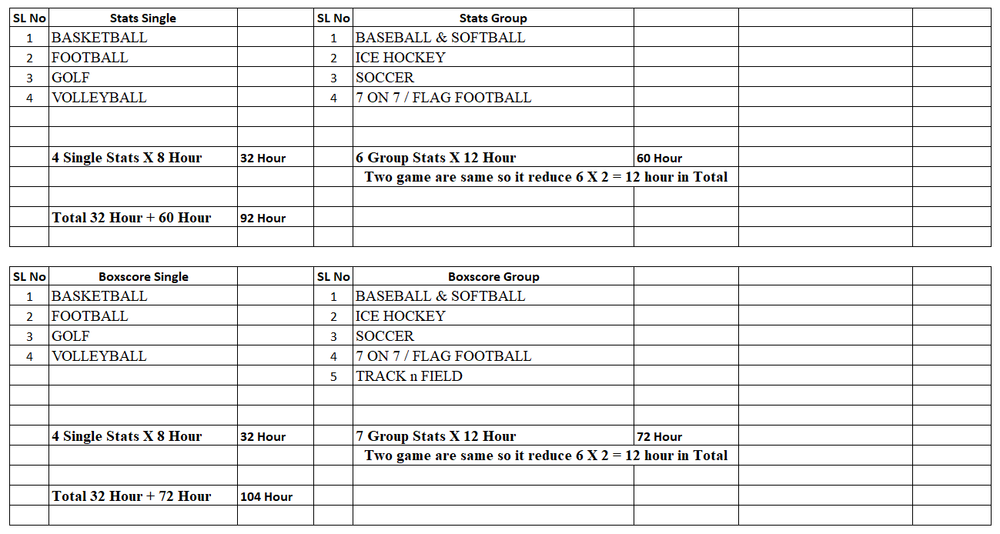 SL No Stats Single SL No Stats Group
1 BASKETBALL 1 BASEBALL & SOFTBALL
2 FOOTBALL 2 ICE HOCKEY
3 GOLF 3 SOCCER
4 VOLLEYBALL 4 7 ON 7 / FLAG FOOTBALL
4 Single Stats X 8 Hour 32 Hour 6 Group Stats X 12 Hour 60 Hour
Two game are same so it reduce 6 X 2 = 12 hour in Total
Total 32 Hour + 60 Hour 92 Hour
SL No Boxscore Single SL No Boxscore Group
1 BASKETBALL 1 BASEBALL & SOFTBALL
2 FOOTBALL 2 ICE HOCKEY
3 GOLF 3 SOCCER
4 VOLLEYBALL 4 7 ON 7 / FLAG FOOTBALL
5 TRACK n FIELD
4 Single Stats X 8 Hour 32 Hour 7 Group Stats X 12 Hour 72 Hour
Two game are same so it reduce 6 X 2 = 12 hour in Total
Total 32 Hour + 72 Hour 104 Hour